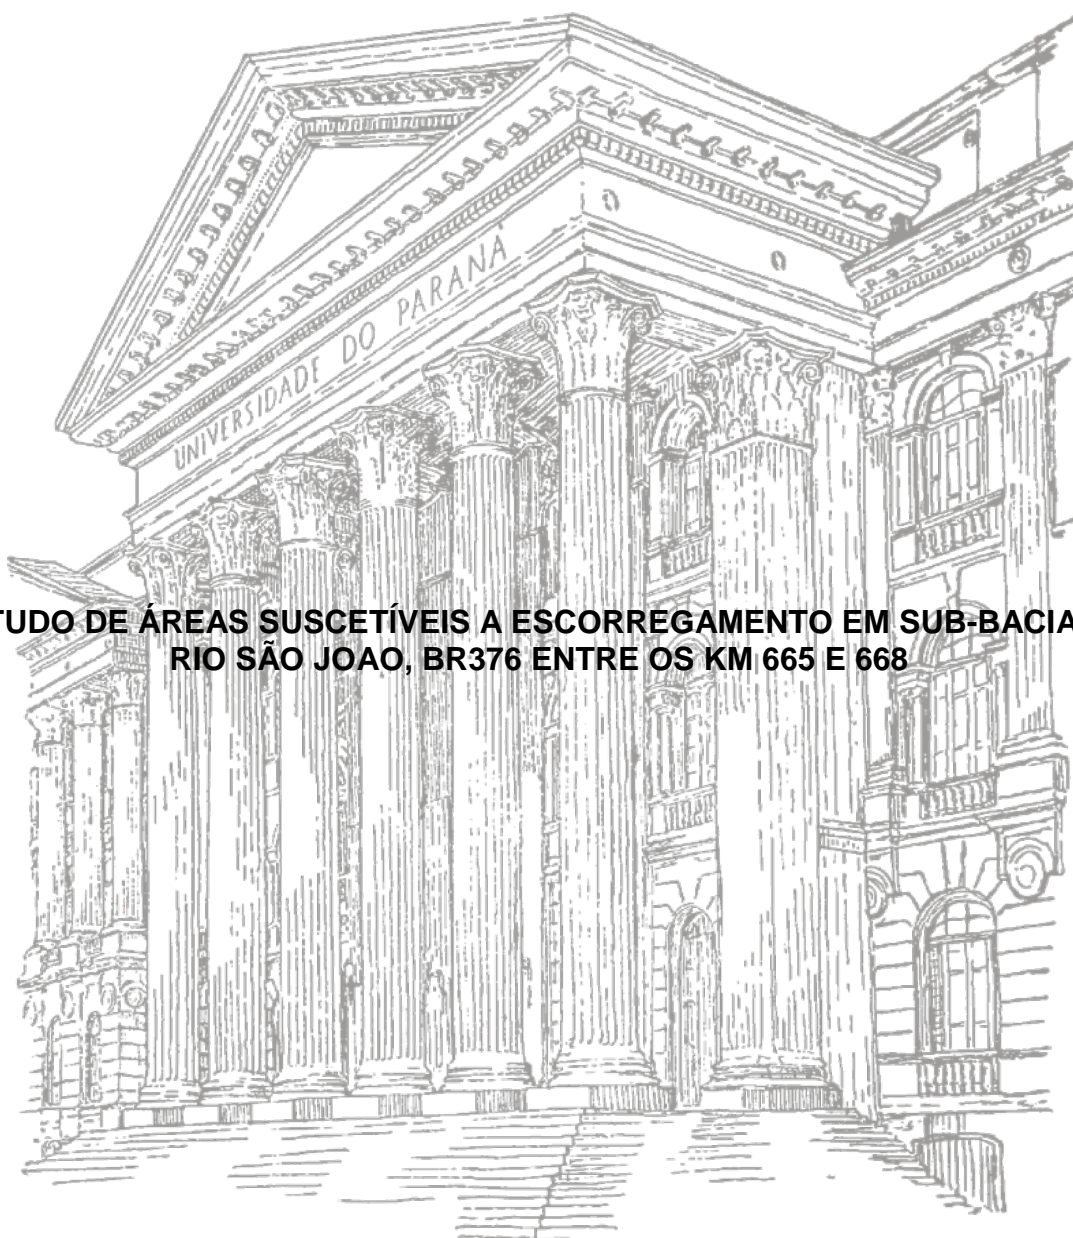 UNIVERSIDADE DO PARANÁ
TUDO DE ÁREAS SUSCETÍVEIS A ESCORREGAMENTO EM SUB-BACIA
RIO SÃO JOAO, BR376 ENTRE OS KM 665 E 668